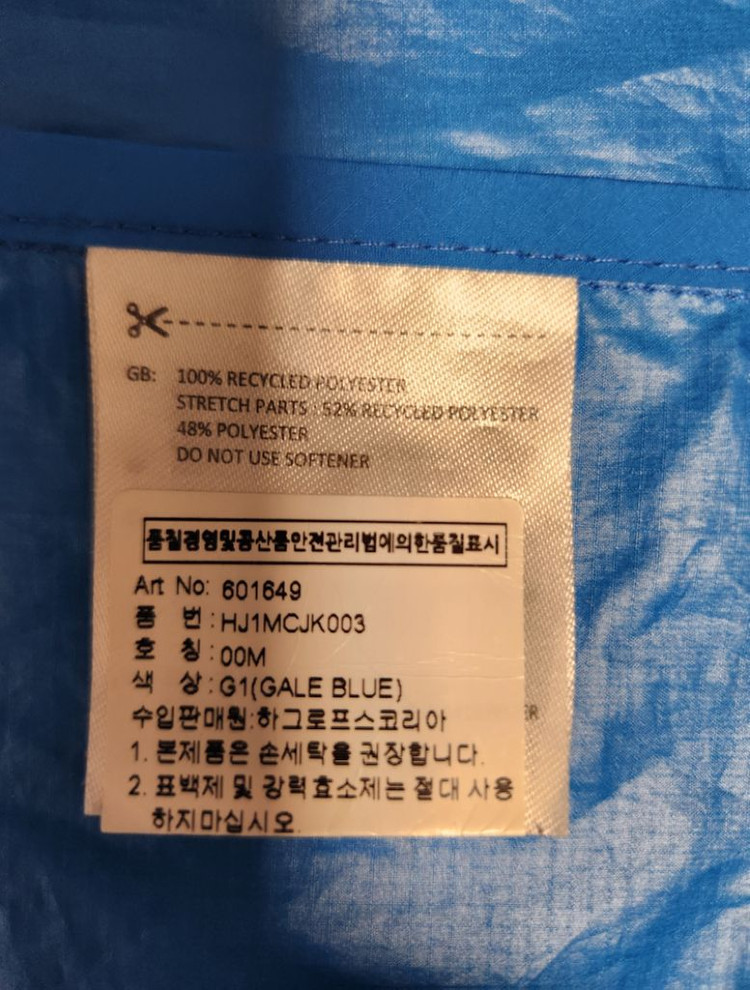 GB: 100% RECYCLED POLYESTER
STRETCH PARTS : 52% RECYCLED POLYESTER
48% POLYESTER
DO NOT USE SOFTENER
품질경영및공산품안전관리법에의한품질표시
Art No: 601649
품 번 : HJ1MCJK003
호 칭 : 00M
색 상 : G1(GALE BLUE)
수입판매원:하그로프스코리아
1. 본제품은 손세탁을 권장합니다.
2. 표백제 및 강력효소제는 절대 사용
하지마십시오.